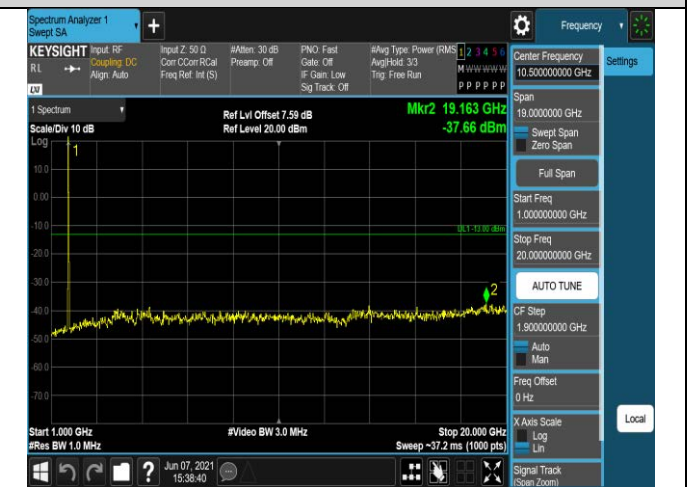 Spectrum Analyzer 1
Swept SA
Frequency
KEYSIGHT
RL
LXI
Input: RF
Coupling: DC
Align: Auto
Input Z: 50 Ω
Corr CCorr RCal
Freq Ref: Int (S)
#Atten: 30 dB
Preamp: Off
PNO: Fast
Gate: Off
IF Gain: Low
Sig Track: Off
#Avg Type: Power (RMS
Avg|Hold: 3/3
Trig: Free Run
1 2 3 4 5 6
M W W W W W
P P P P P P
1 Spectrum
Scale/Div 10 dB
Log
Ref Lvl Offset 7.59 dB
Ref Level 20.00 dBm
Mkr2 19.163 GHz
-37.66 dBm
1
10.0
0.00
-10.0
DL1 -13.00 dBm
-20.0
-30.0
2
-40.0
-50.0
-60.0
-70.0
Start 1.000 GHz
#Res BW 1.0 MHz
#Video BW 3.0 MHz
Stop 20.000 GHz
Sweep ~37.2 ms (1000 pts)
Jun 07, 2021
15:38:40
Center Frequency
10.500000000 GHz
Settings
Span
19.0000000 GHz
Swept Span
Zero Span
Full Span
Start Freq
1.000000000 GHz
Stop Freq
20.000000000 GHz
AUTO TUNE
CF Step
1.900000000 GHz
Auto
Man
Freq Offset
0 Hz
X Axis Scale
Log
Lin
Local
Signal Track
(Span Zoom)